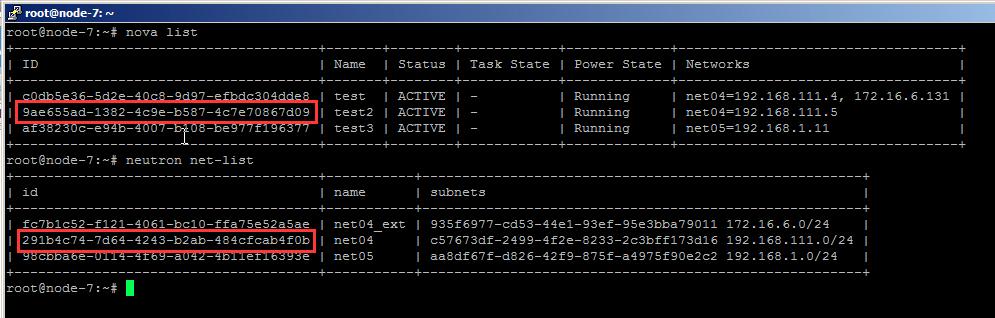 root@node-7: ~
root@node-7:~# nova list
+--------------------------------------+-------+--------+------------+-------------+----------------------------------+
| ID | Name | Status | Task State | Power State | Networks |
+--------------------------------------+-------+--------+------------+-------------+----------------------------------+
| c0db5e36-5d2e-40c8-9d97-efbdc304dde8 | test | ACTIVE | - | Running | net04=192.168.111.4, 172.16.6.131 |
| 9ae655ad-1382-4c9e-b587-4c7e70867d09 | test2 | ACTIVE | - | Running | net04=192.168.111.5 |
| af38230c-e94b-4007-b108-be977f196377 | test3 | ACTIVE | - | Running | net05=192.168.1.11 |
+--------------------------------------+-------+--------+------------+-------------+----------------------------------+
root@node-7:~# neutron net-list
+--------------------------------------+-----------+-----------------------------------------------------+
| id | name | subnets |
+--------------------------------------+-----------+-----------------------------------------------------+
| fc7b1c52-f121-4061-bc10-ffa75e52a5ae | net04_ext | 935f6977-cd53-44e1-93ef-95e3bba79011 172.16.6.0/24 |
| 291b4c74-7d64-4243-b2ab-484cfcab4f0b | net04 | c57673df-2499-4f2e-8233-2c3bff173d16 192.168.111.0/24 |
| 98cbba6e-0114-4f69-a042-4b11ef16393e | net05 | aa8df67f-d826-42f9-875f-a4975f90e2c2 192.168.1.0/24 |
+--------------------------------------+-----------+-----------------------------------------------------+
root@node-7:~#